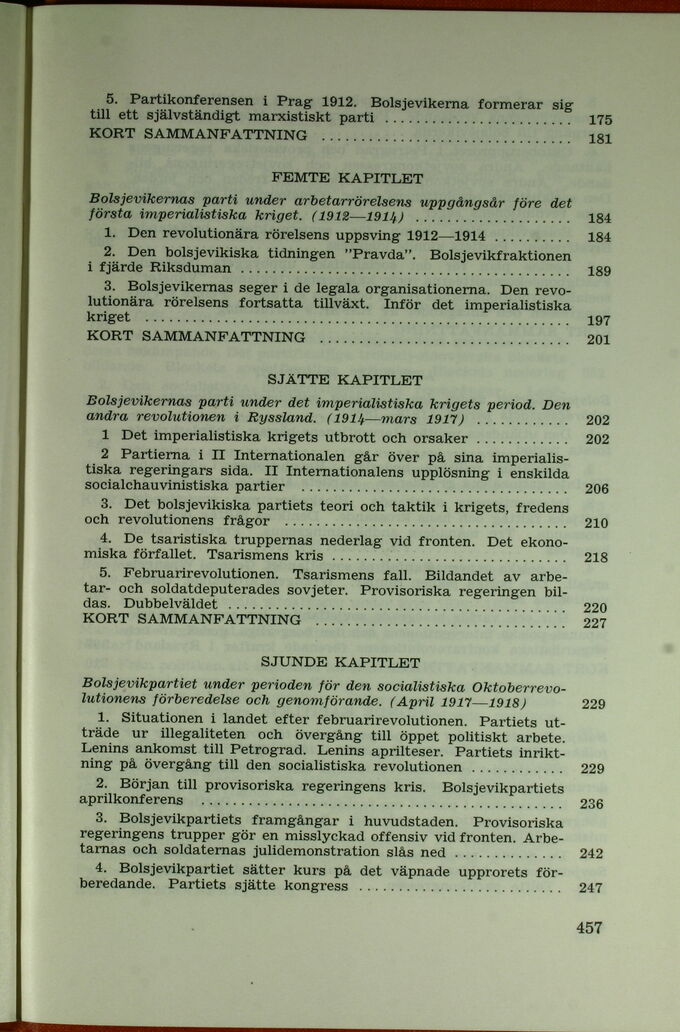 5. Partikonferensen i Prag 1912. Bolsjevikerna formerar sig
till ett självständigt marxistiskt parti ...................... 175
KORT SAMMANFATTNING .............................. 181
FEMTE KAPITLET
Bolsjevikernas parti under arbetarrörelsens uppgångsår före det
första imperialistiska kriget. (1912—1914) ................... 184
1. Den revolutionära rörelsens uppsving 1912—1914 .......... 184
2. Den bolsjevikiska tidningen ”Pravda”. Bolsjevikfraktionen
i fjärde Riksduman ........................................ 189
3. Bolsjevikernas seger i de legala organisationerna. Den revo-
lutionära rörelsens fortsatta tillväxt. Inför det imperialistiska
kriget ................................................... 197
KORT SAMMANFATTNING .............................. 201
SJÄTTE KAPITLET
Bolsjevikernas parti under det imperialistiska krigets period. Den
andra revolutionen i Ryssland. (1914—mars 1917) ............ 202
1 Det imperialistiska krigets utbrott och orsaker ........... 202
2 Partierna i II Internationalen går över på sina imperialis-
tiska regeringars sida. II Internationalens upplösning i enskilda
socialchauvinistiska partier ................................ 206
3. Det bolsjevikiska partiets teori och taktik i krigets, fredens
och revolutionens frågor .................................. 210
4. De tsaristiska truppernas nederlag vid fronten. Det ekono-
miska förfallet. Tsarismens kris ............................ 218
5. Februarirevolutionen. Tsarismens fall. Bildandet av arbe-
tar- och soldatdeputerades sovjeter. Provisoriska regeringen bil-
das. Dubbelväldet ......................................... 220
KORT SAMMANFATTNING .............................. 227
SJUNDE KAPITLET
Bolsjevikpartiet under perioden för den socialistiska Oktoberrevo-
lutionens förberedelse och genomförande. (April 1917—1918) 229
1. Situationen i landet efter februarirevolutionen. Partiets ut-
träde ur illegaliteten och övergång till öppet politiskt arbete.
Lenins ankomst till Petrograd. Lenins aprilteser. Partiets inrikt-
ning på övergång till den socialistiska revolutionen ........... 229
2. Början till provisoriska regeringens kris. Bolsjevikpartiets
aprilkonferens ............................................ 236
3. Bolsjevikpartiets framgångar i huvudstaden. Provisoriska
regeringens trupper gör en misslyckad offensiv vid fronten. Arbe-
tarnas och soldaternas julidemonstration slås ned ............. 242
4. Bolsjevikpartiet sätter kurs på det väpnade upprorets för-
beredande. Partiets sjätte kongress ......................... 247
457